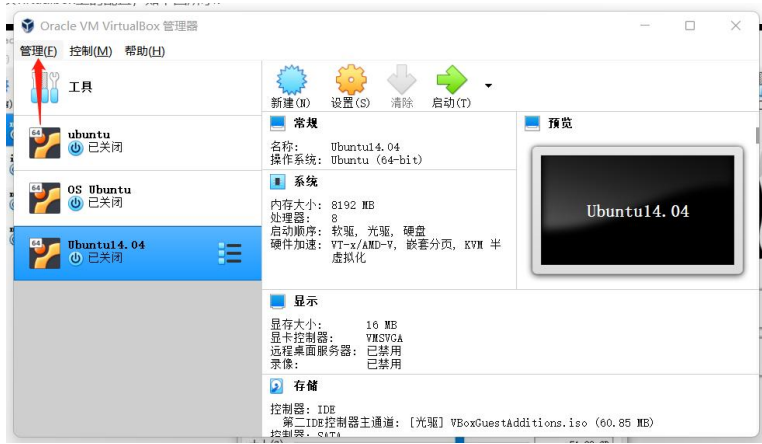 Oracle VM VirtualBox 管理器
管理(F) 控制(M) 帮助(H)
工具
新建(N) 设置(S) 清除 启动(T)
64 ubuntu
已关闭
64 OS Ubuntu
已关闭
64 Ubuntu14.04
已关闭
常规
名称: Ubuntu14.04
操作系统: Ubuntu (64-bit)
系统
内存大小: 8192 MB
处理器: 8
启动顺序: 软驱, 光驱, 硬盘
硬件加速: VT-x/AMD-V, 嵌套分页, KVM 半
虚拟化
预览
Ubuntu14.04
显示
显存大小: 16 MB
显卡控制器: VMSVGA
远程桌面服务器: 已禁用
录像: 已禁用
存储
控制器: IDE
第二IDE控制器主通道: [光驱] VBoxGuestAdditions.iso (60.85 MB)
控制器: SATA